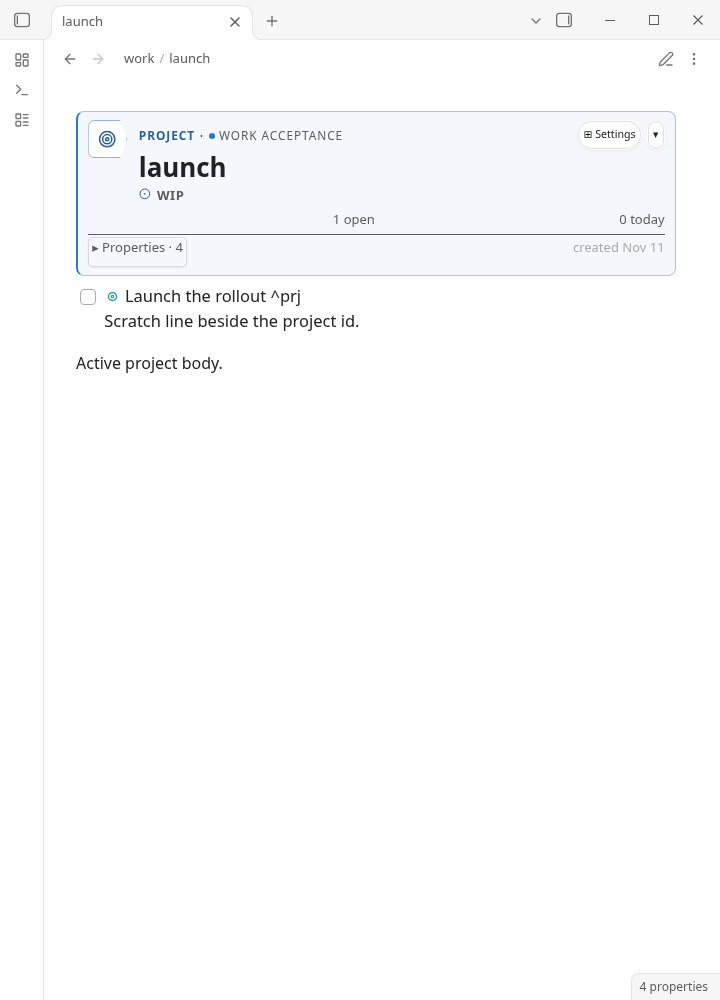 launch
work / launch
PROJECT · WORK ACCEPTANCE
Settings
launch
WIP
1 open
0 today
Properties · 4
created Nov 11
Launch the rollout ^prj
Scratch line beside the project id.
Active project body.
4 properties